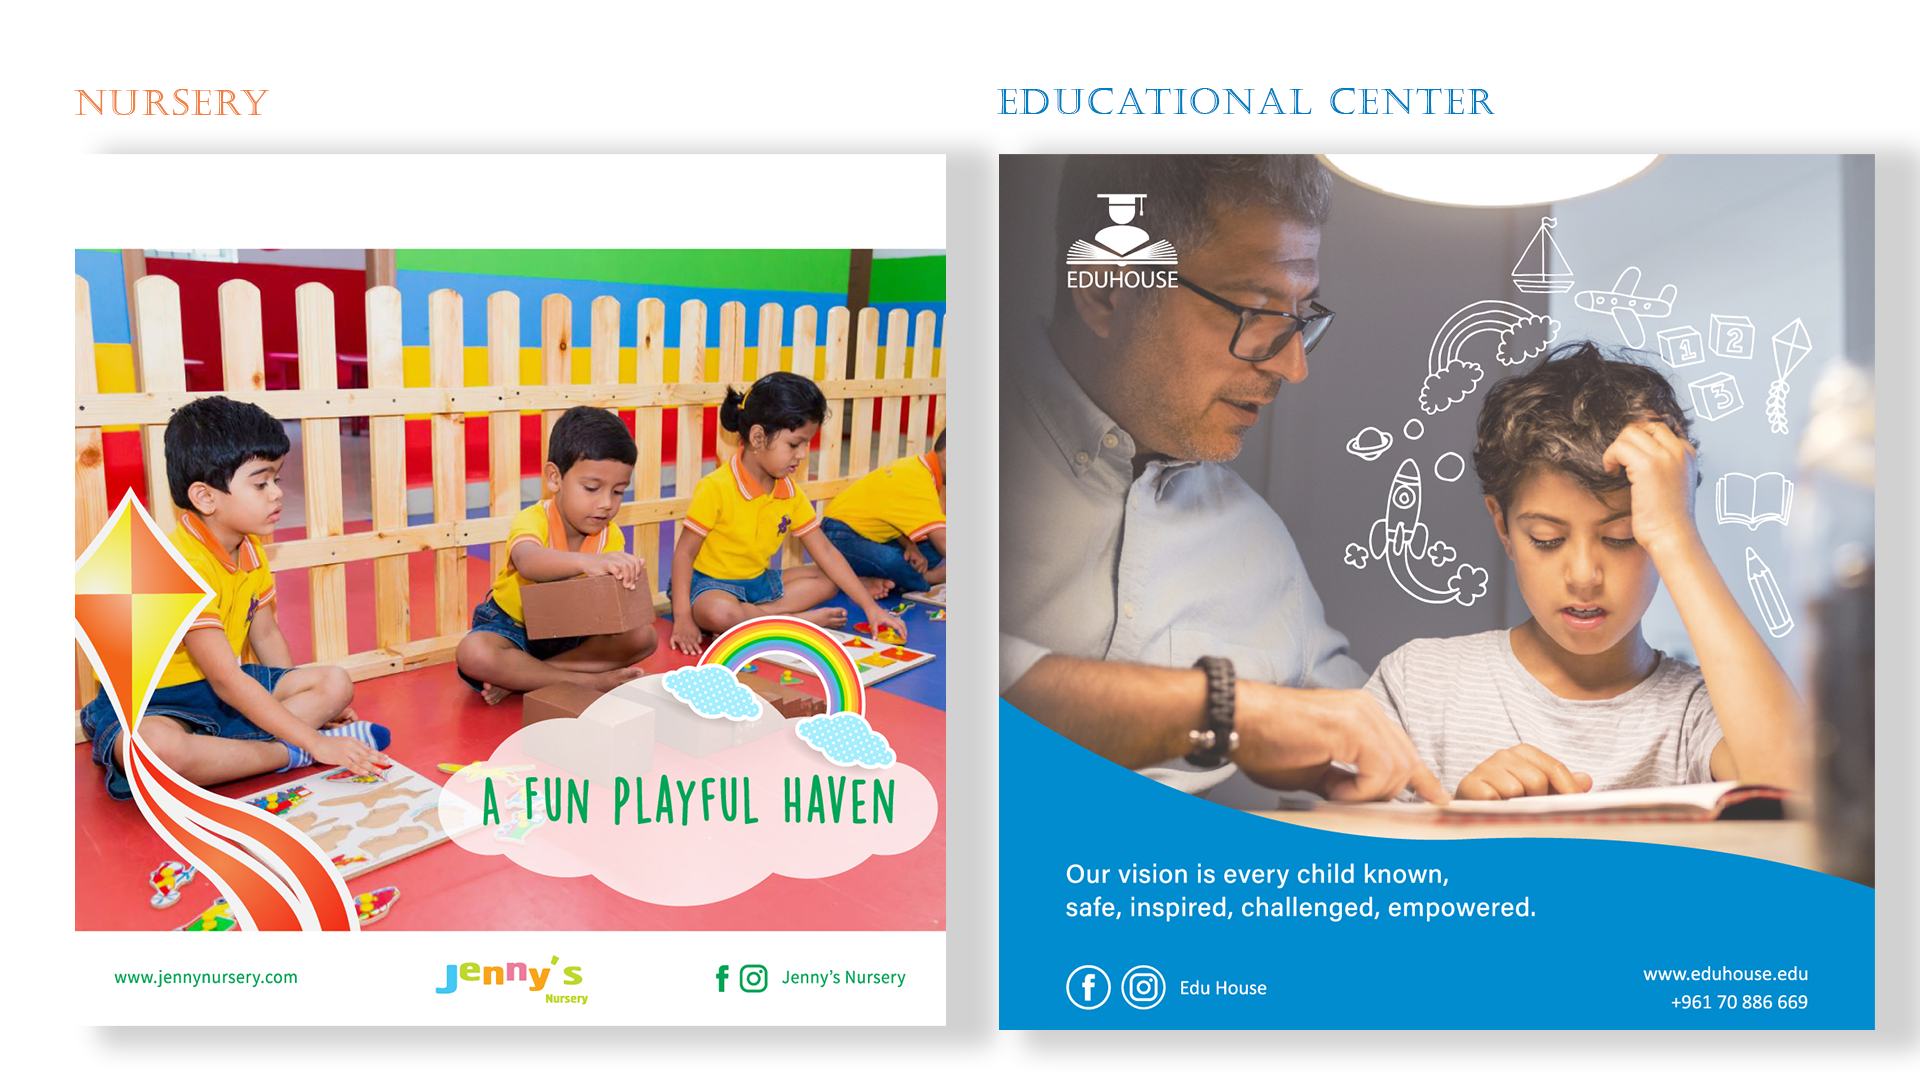 NURSERY
EDUCATIONAL CENTER
A FUN PLAYFUL HAVEN
www.jennynursery.com
Jenny's
Nursery
Jenny’s Nursery
EDUHOUSE
1
2
3
Our vision is every child known,
safe, inspired, challenged, empowered.
Edu House
www.eduhouse.edu
+961 70 886 669